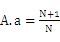 A. a = N+1/N